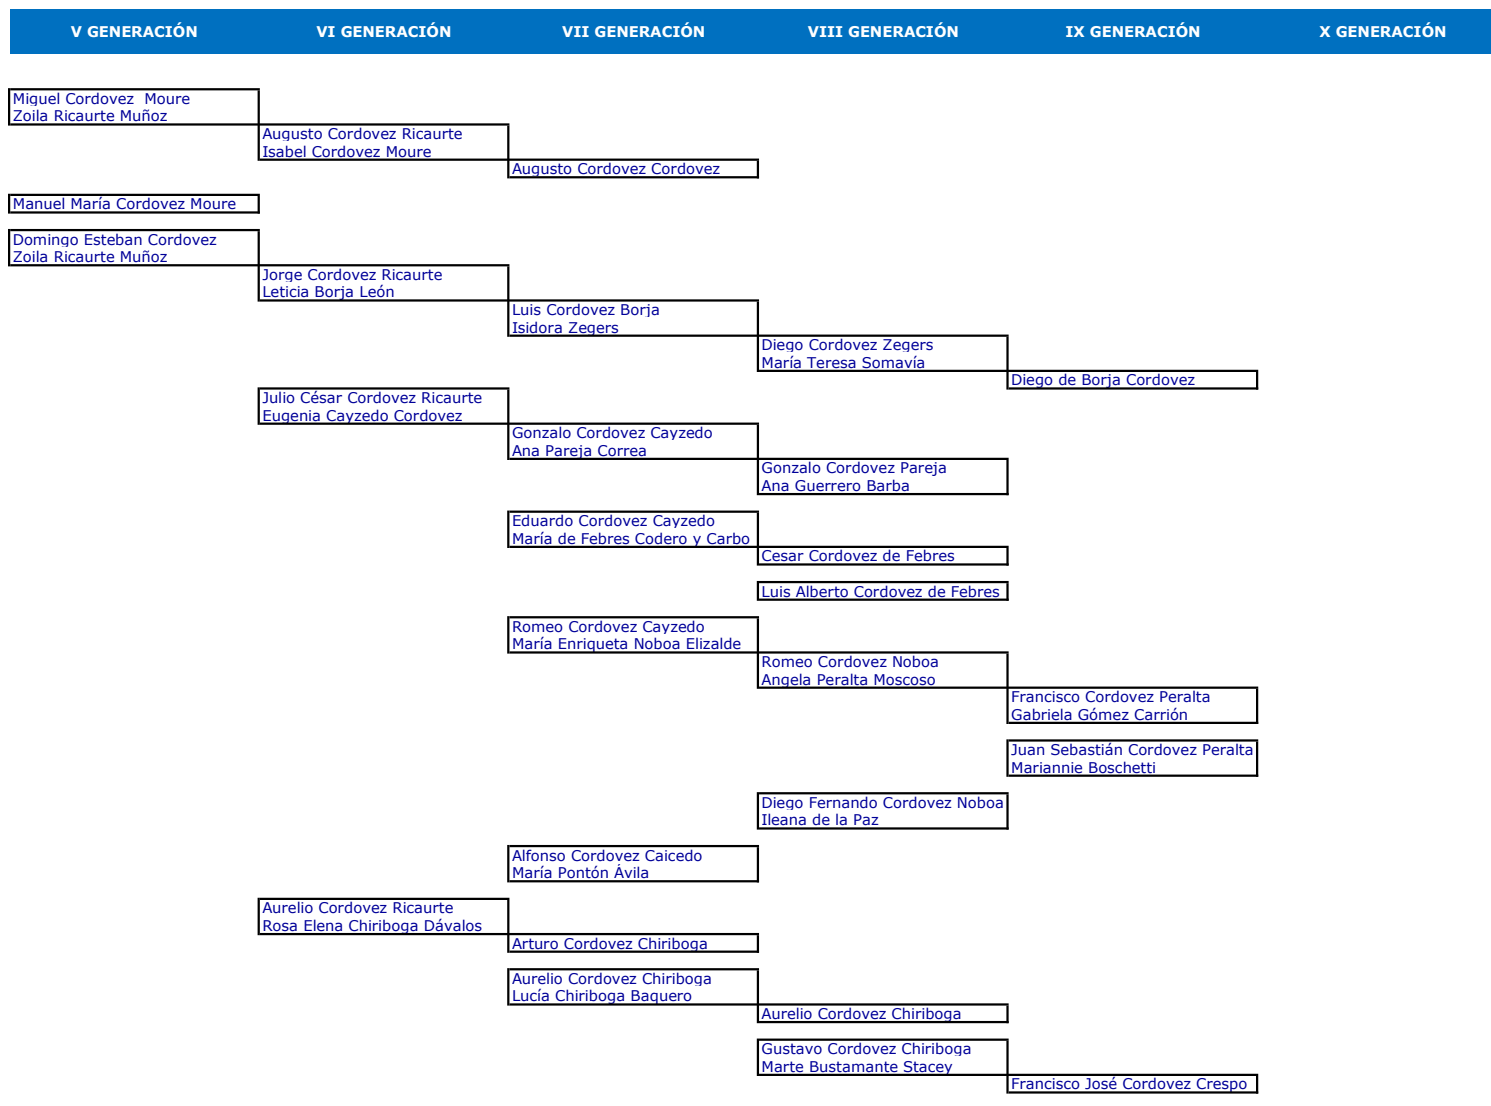 V GENERACIÓN VI GENERACIÓN VII GENERACIÓN VIII GENERACIÓN IX GENERACIÓN X GENERACIÓN
Miguel Cordovez  Moure
Zoila Ricaurte Muñoz
Augusto Cordovez Ricaurte
Isabel Cordovez Moure
Augusto Cordovez Cordovez
Manuel María Cordovez Moure
Domingo Esteban Cordovez
Zoila Ricaurte Muñoz
Jorge Cordovez Ricaurte
Leticia Borja León
Luis Cordovez Borja
Isidora Zegers
Diego Cordovez Zegers
María Teresa Somavía
Diego de Borja Cordovez
Julio César Cordovez Ricaurte
Eugenia Cayzedo Cordovez
Gonzalo Cordovez Cayzedo
Ana Pareja Correa
Gonzalo Cordovez Pareja
Ana Guerrero Barba
Eduardo Cordovez Cayzedo
María de Febres Codero y Carbo
Cesar Cordovez de Febres
Luis Alberto Cordovez de Febres
Romeo Cordovez Cayzedo
María Enriqueta Noboa Elizalde
Romeo Cordovez Noboa
Angela Peralta Moscoso
Francisco Cordovez Peralta
Gabriela Gómez Carrión
Juan Sebastián Cordovez Peralta
Mariannie Boschetti
Diego Fernando Cordovez Noboa
Ileana de la Paz
Alfonso Cordovez Caicedo
María Pontón Ávila
Aurelio Cordovez Ricaurte
Rosa Elena Chiriboga Dávalos
Arturo Cordovez Chiriboga
Aurelio Cordovez Chiriboga
Lucía Chiriboga Baquero
Aurelio Cordovez Chiriboga
Gustavo Cordovez Chiriboga
Marte Bustamante Stacey
Francisco José Cordovez Crespo